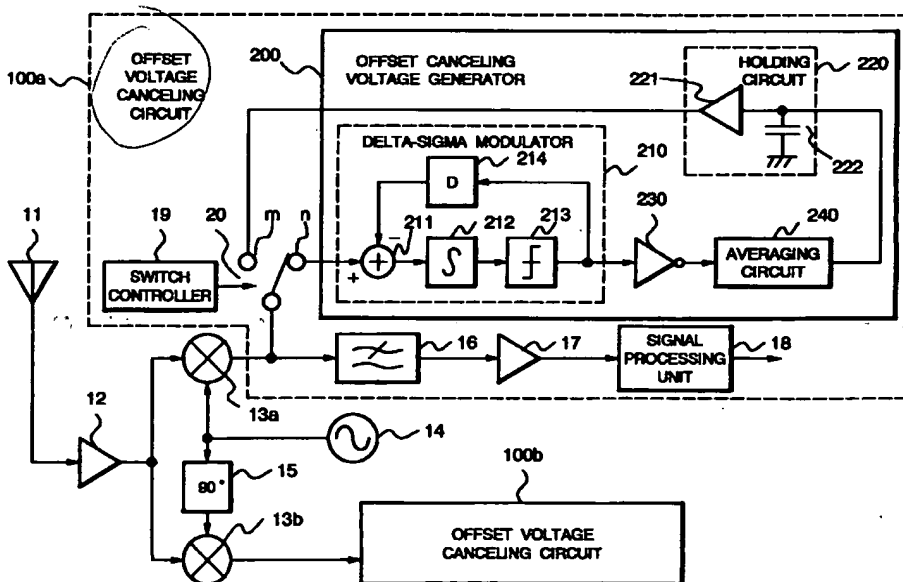 100a
OFFSET
VOLTAGE
CANCELING
CIRCUIT
200
OFFSET CANCELING
VOLTAGE GENERATOR
HOLDING
CIRCUIT
220
221
222
DELTA-SIGMA MODULATOR
210
214
D
11
19
20
m
n
211
212
213
230
240
−
+
+
∫
SWITCH
CONTROLLER
AVERAGING
CIRCUIT
16
17
SIGNAL
PROCESSING
UNIT
18
12
13a
14
15
90°
13b
100b
OFFSET VOLTAGE
CANCELING CIRCUIT